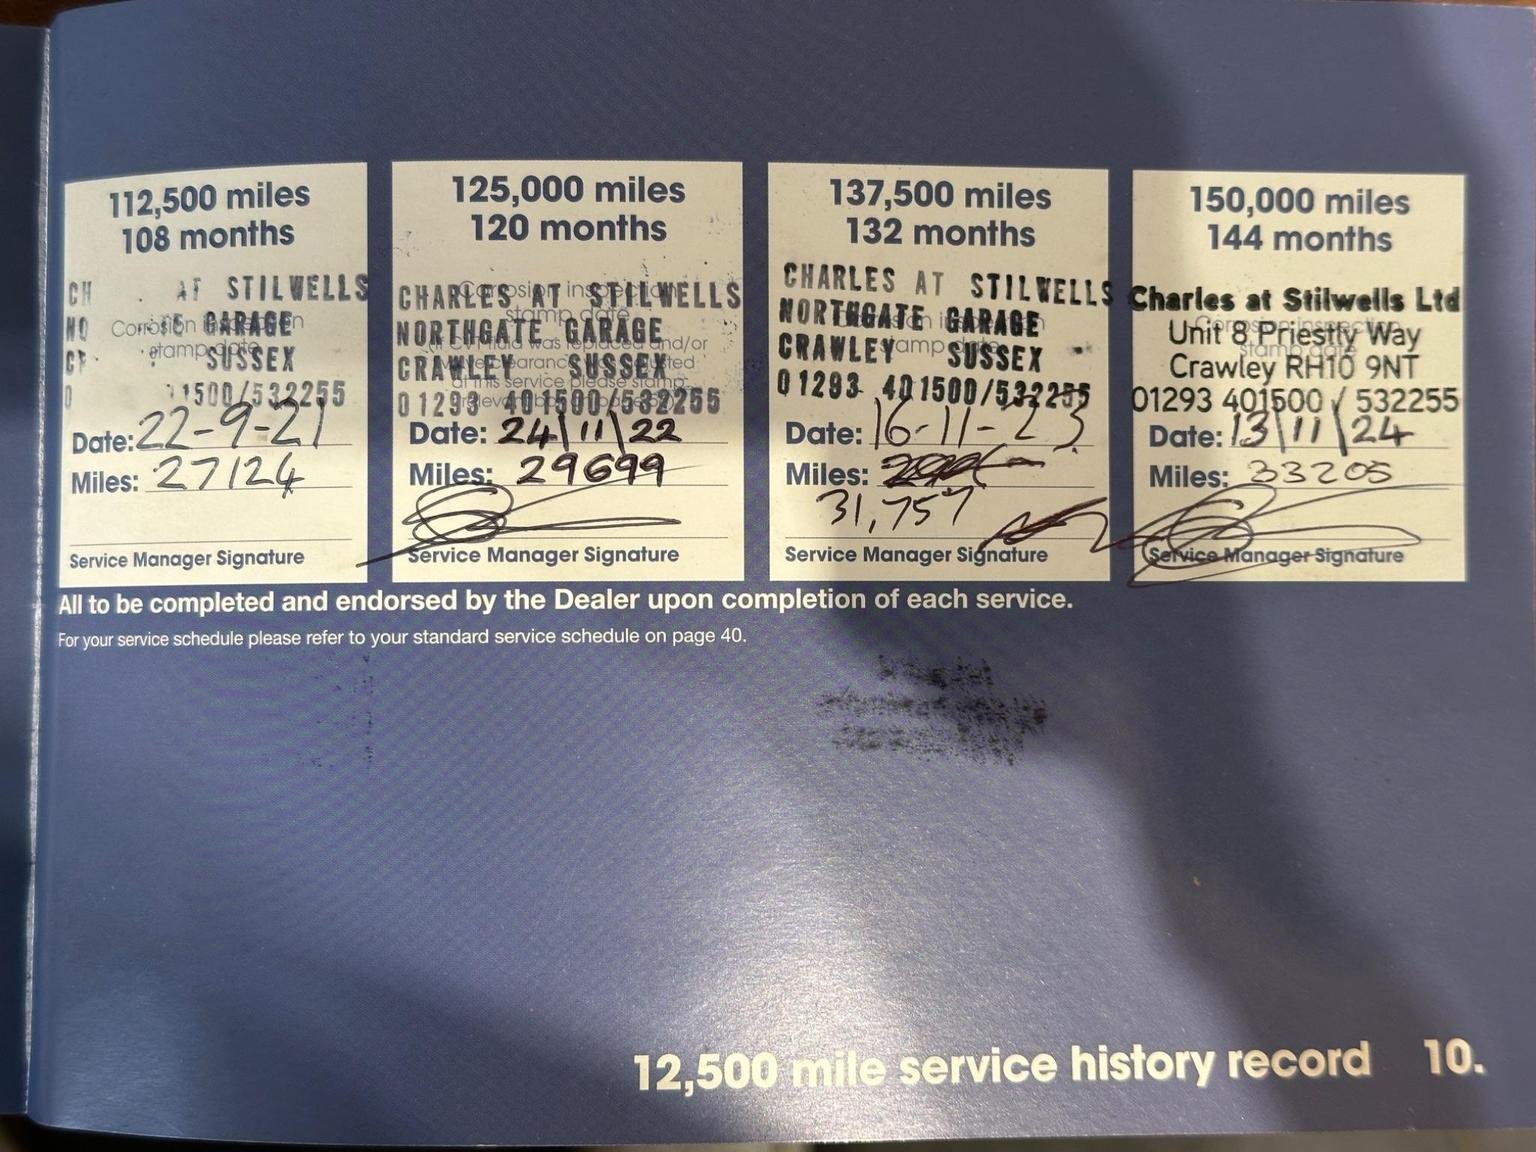 112,500 miles
108 months
AT STILWELLS
GARAGE
SUSSEX
1500/532255
Date: 22-9-21
Miles: 27124
Service Manager Signature
125,000 miles
120 months
CHARLES AT STILWELLS
NORTHGATE GARAGE
CRAWLEY SUSSEX
01293 401500/532255
Date: 24\11\22
Miles: 29699
Service Manager Signature
137,500 miles
132 months
CHARLES AT STILWELLS
NORTHGATE GARAGE
CRAWLEY SUSSEX
01293 401500/532255
Date: 16-11-23
Miles:
31,757
Service Manager Signature
150,000 miles
144 months
Charles at Stilwells Ltd
Unit 8 Priestly Way
Crawley RH10 9NT
01293 401500 / 532255
Date: 13\11\24
Miles: 33205
Service Manager Signature
All to be completed and endorsed by the Dealer upon completion of each service.
For your service schedule please refer to your standard service schedule on page 40.
12,500 mile service history record 10.